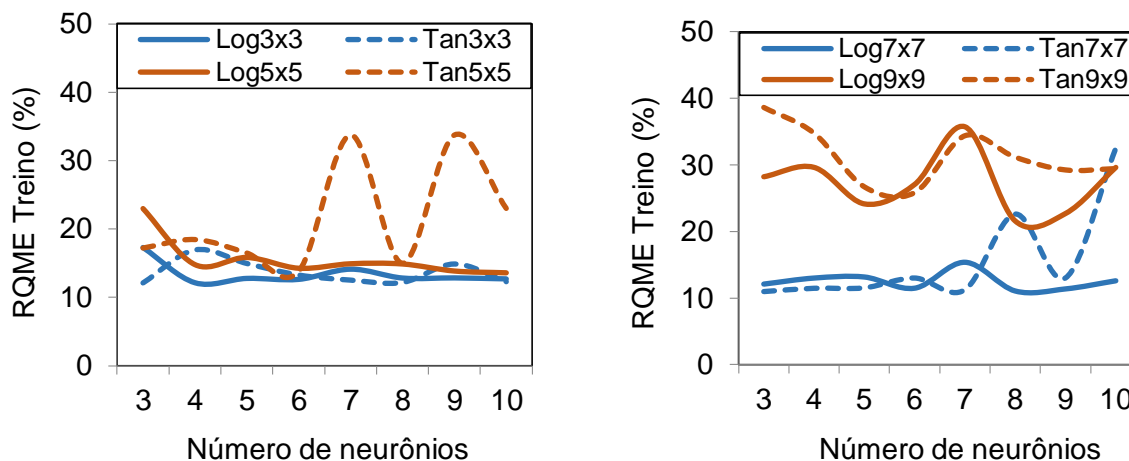 50
40
30
20
10
0
RQME Treino (%)
Log3x3 Tan3x3
Log5x5 Tan5x5
3 4 5 6 7 8 9 10
Número de neurônios
50
40
30
20
10
0
RQME Treino (%)
Log7x7 Tan7x7
Log9x9 Tan9x9
3 4 5 6 7 8 9 10
Número de neurônios